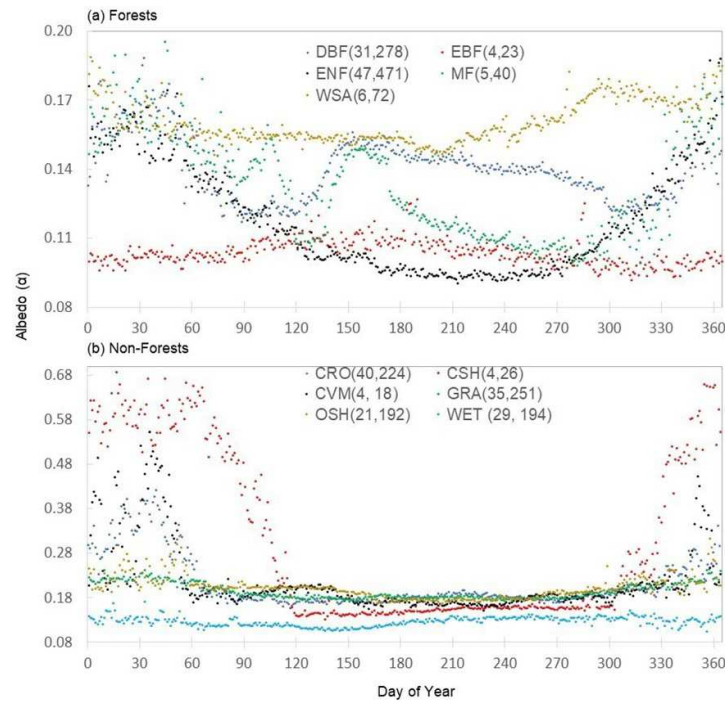 (a) Forests
0.20
DBF(31,278) EBF(4,23)
ENF(47,471) MF(5,40)
WSA(6,72)
0.17
0.14
0.11
0.08
0 30 60 90 120 150 180 210 240 270 300 330 360
Albedo (α)
(b) Non-Forests
0.68
CRO(40,224) CSH(4,26)
CVM(4, 18) GRA(35,251)
OSH(21,192) WET (29, 194)
0.58
0.48
0.38
0.28
0.18
0.08
0 30 60 90 120 150 180 210 240 270 300 330 360
Day of Year